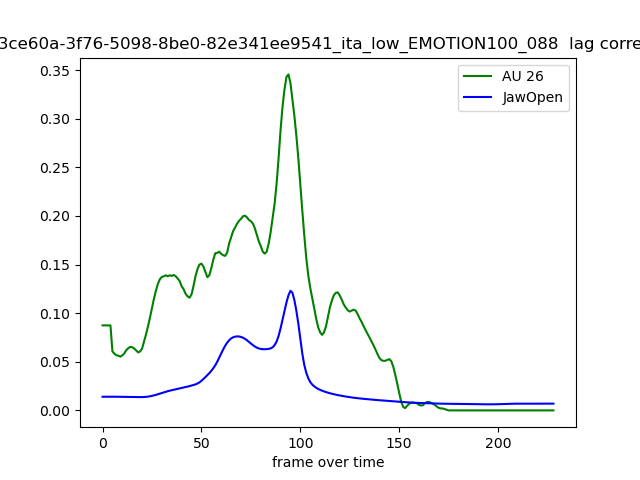 3ce60a-3f76-5098-8be0-82e341ee9541_ita_low_EMOTION100_088  lag corre
AU 26
JawOpen
0.35
0.30
0.25
0.20
0.15
0.10
0.05
0.00
0 50 100 150 200
frame over time